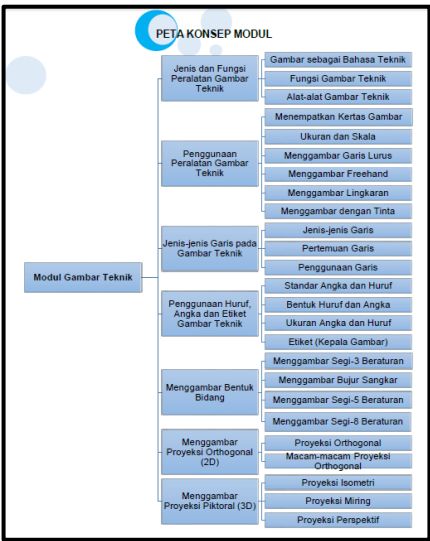 PETA KONSEP MODUL
Modul Gambar Teknik
Jenis dan Fungsi
Peralatan Gambar
Teknik
Gambar sebagai Bahasa Teknik
Fungsi Gambar Teknik
Alat-alat Gambar Teknik
Penggunaan
Peralatan Gambar
Teknik
Menempatkan Kertas Gambar
Ukuran dan Skala
Menggambar Garis Lurus
Menggambar Freehand
Menggambar Lingkaran
Menggambar dengan Tinta
Jenis-jenis Garis pada
Gambar Teknik
Jenis-jenis Garis
Pertemuan Garis
Penggunaan Garis
Penggunaan Huruf,
Angka dan Etiket
Gambar Teknik
Standar Angka dan Huruf
Bentuk Huruf dan Angka
Ukuran Angka dan Huruf
Etiket (Kepala Gambar)
Menggambar Bentuk
Bidang
Menggambar Segi-3 Beraturan
Menggambar Bujur Sangkar
Menggambar Segi-5 Beraturan
Menggambar Segi-8 Beraturan
Menggambar
Proyeksi Orthogonal
(2D)
Proyeksi Orthogonal
Macam-macam Proyeksi
Orthogonal
Menggambar
Proyeksi Piktoral (3D)
Proyeksi Isometri
Proyeksi Miring
Proyeksi Perspektif